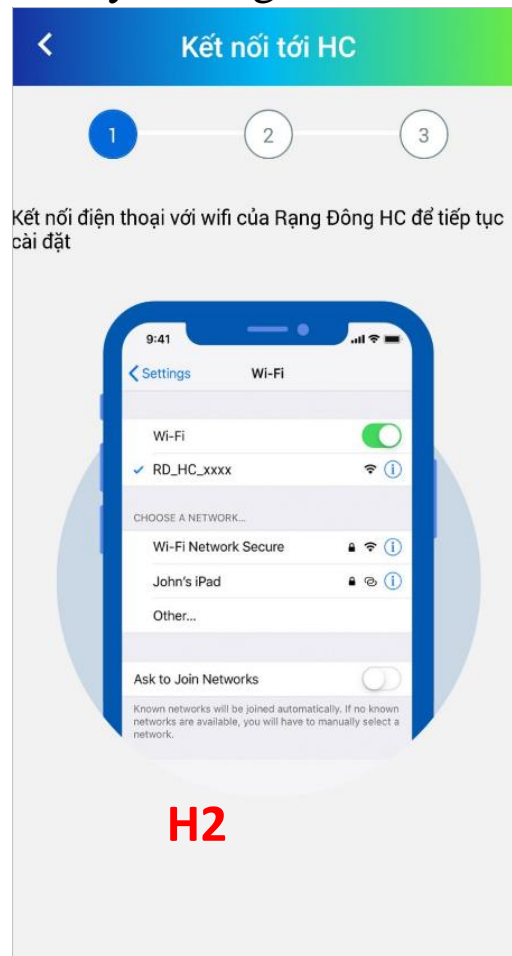 Kết nối tới HC
1
2
3
Kết nối điện thoại với wifi của Rạng Đông HC để tiếp tục
cài đặt
9:41
Settings
Wi-Fi
Wi-Fi
RD_HC_xxxx
CHOOSE A NETWORK...
Wi-Fi Network Secure
John's iPad
Other...
Ask to Join Networks
Known networks will be joined automatically. If no known
networks are available, you will have to manually select a
network.
H2